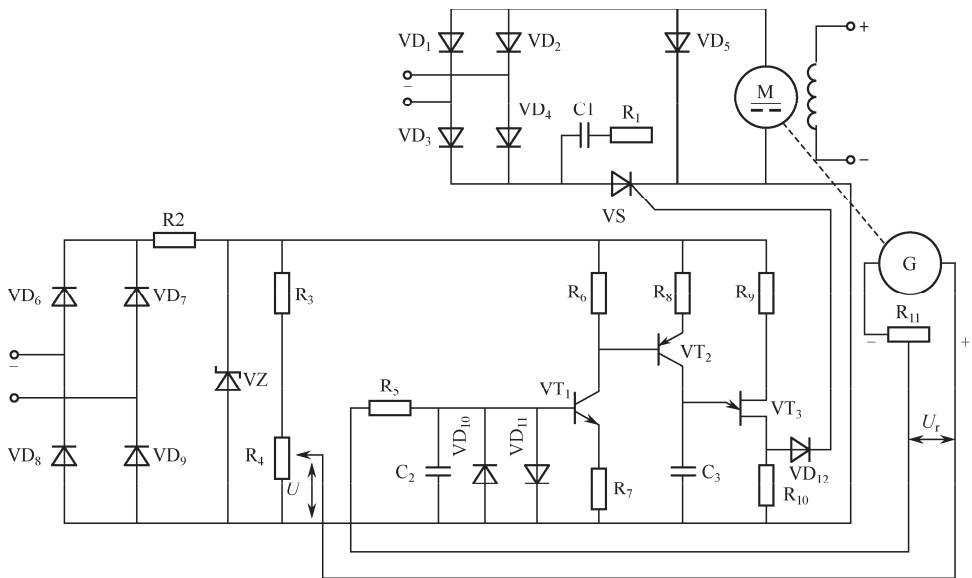 +
VD₁
VD₂
VD₅
M
C1
R₁
VD₃
VD₄
−
VS
R2
G
VD₆
VD₇
R₃
R₆
R₈
R₉
R₁₁
−
+
VT₂
VZ
R₅
VT₁
VT₃
VD₁₀
VD₁₁
Uᵣ
VD₈
VD₉
R₄
U
C₂
C₃
VD₁₂
R₇
R₁₀